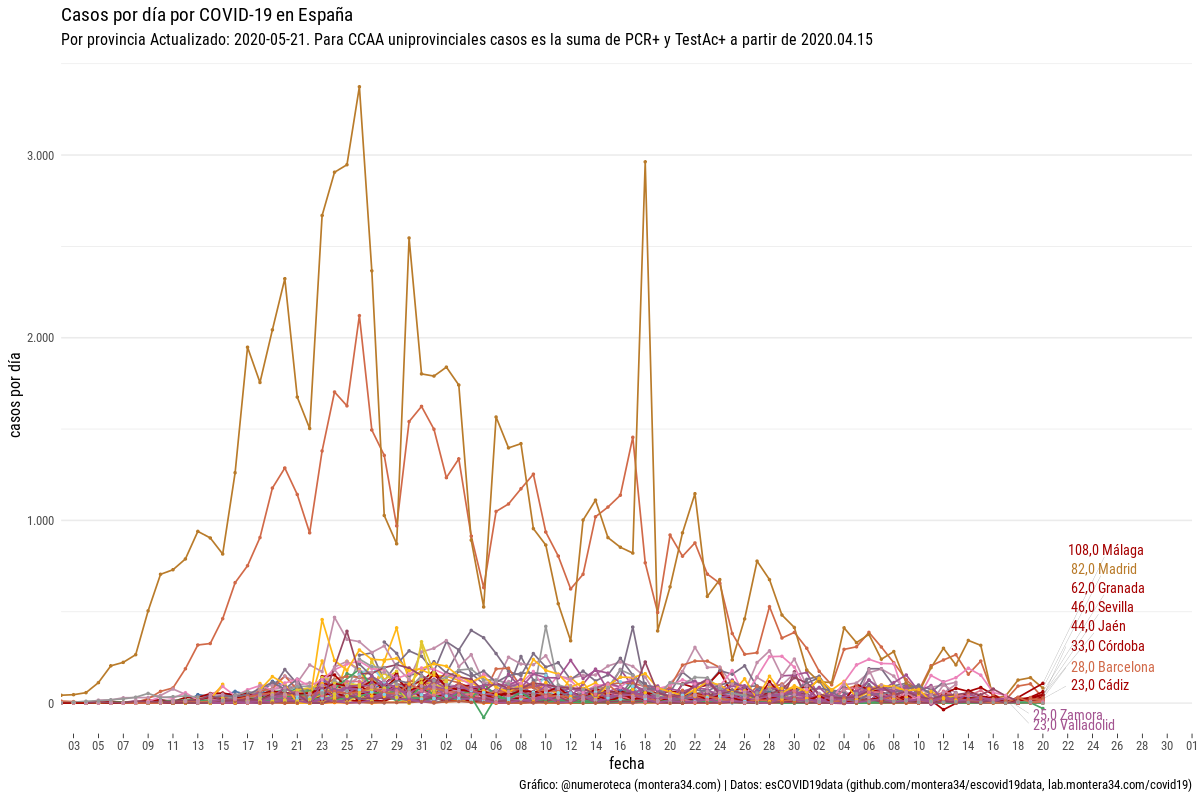 Casos por día por COVID-19 en España
Por provincia Actualizado: 2020-05-21. Para CCAA uniprovinciales casos es la suma de PCR+ y TestAc+ a partir de 2020.04.15
casos por día
3.000
2.000
1.000
0
108,0 Málaga
82,0 Madrid
62,0 Granada
46,0 Sevilla
44,0 Jaén
33,0 Córdoba
28,0 Barcelona
23,0 Cádiz
25,0 Zamora
23,0 Valladolid
03 05 07 09 11 13 15 17 19 21 23 25 27 29 31 02 04 06 08 10 12 14 16 18 20 22 24 26 28 30 02 04 06 08 10 12 14 16 18 20 22 24 26 28 30 01
fecha
Gráfico: @numeroteca (montera34.com) | Datos: esCOVID19data (github.com/montera34/escovid19data, lab.montera34.com/covid19)